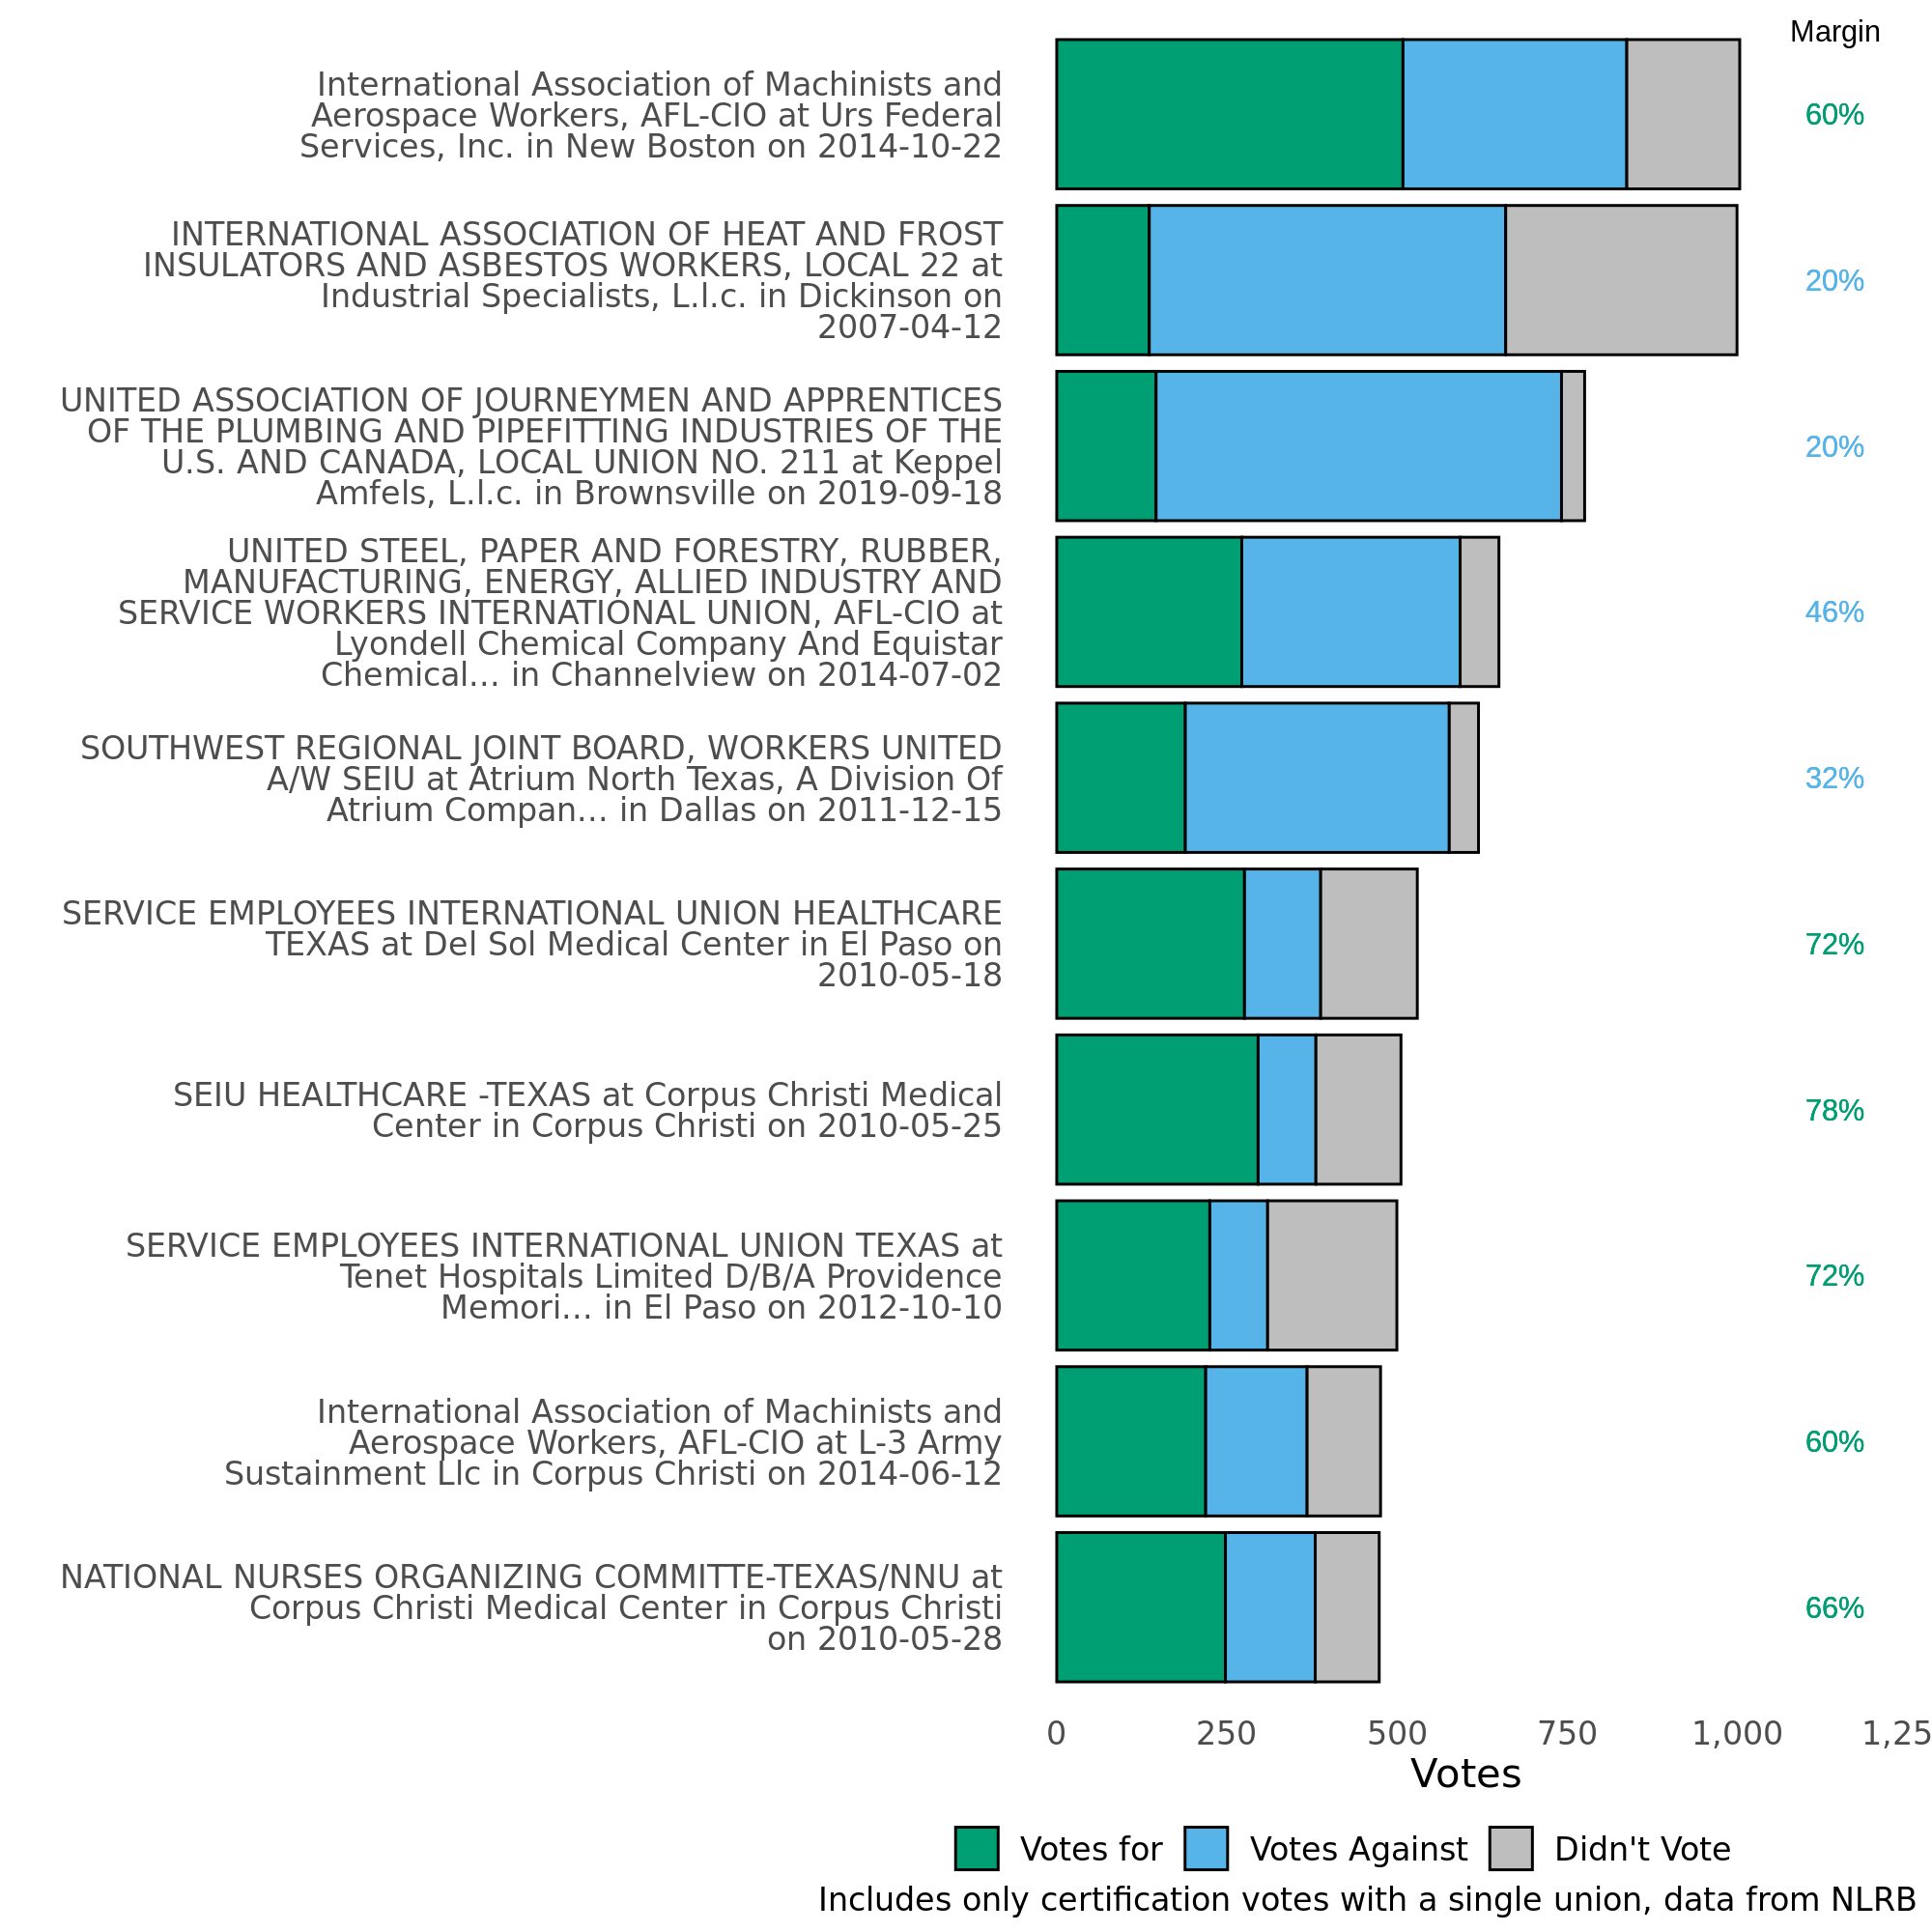 Margin
International Association of Machinists and
Aerospace Workers, AFL-CIO at Urs Federal
Services, Inc. in New Boston on 2014-10-22
60%
INTERNATIONAL ASSOCIATION OF HEAT AND FROST
INSULATORS AND ASBESTOS WORKERS, LOCAL 22 at
Industrial Specialists, L.l.c. in Dickinson on
2007-04-12
20%
UNITED ASSOCIATION OF JOURNEYMEN AND APPRENTICES
OF THE PLUMBING AND PIPEFITTING INDUSTRIES OF THE
U.S. AND CANADA, LOCAL UNION NO. 211 at Keppel
Amfels, L.l.c. in Brownsville on 2019-09-18
20%
UNITED STEEL, PAPER AND FORESTRY, RUBBER,
MANUFACTURING, ENERGY, ALLIED INDUSTRY AND
SERVICE WORKERS INTERNATIONAL UNION, AFL-CIO at
Lyondell Chemical Company And Equistar
Chemical... in Channelview on 2014-07-02
46%
SOUTHWEST REGIONAL JOINT BOARD, WORKERS UNITED
A/W SEIU at Atrium North Texas, A Division Of
Atrium Compan... in Dallas on 2011-12-15
32%
SERVICE EMPLOYEES INTERNATIONAL UNION HEALTHCARE
TEXAS at Del Sol Medical Center in El Paso on
2010-05-18
72%
SEIU HEALTHCARE -TEXAS at Corpus Christi Medical
Center in Corpus Christi on 2010-05-25
78%
SERVICE EMPLOYEES INTERNATIONAL UNION TEXAS at
Tenet Hospitals Limited D/B/A Providence
Memori... in El Paso on 2012-10-10
72%
International Association of Machinists and
Aerospace Workers, AFL-CIO at L-3 Army
Sustainment Llc in Corpus Christi on 2014-06-12
60%
NATIONAL NURSES ORGANIZING COMMITTE-TEXAS/NNU at
Corpus Christi Medical Center in Corpus Christi
on 2010-05-28
66%
0 250 500 750 1,000 1,25
Votes
Votes for Votes Against Didn't Vote
Includes only certification votes with a single union, data from NLRB